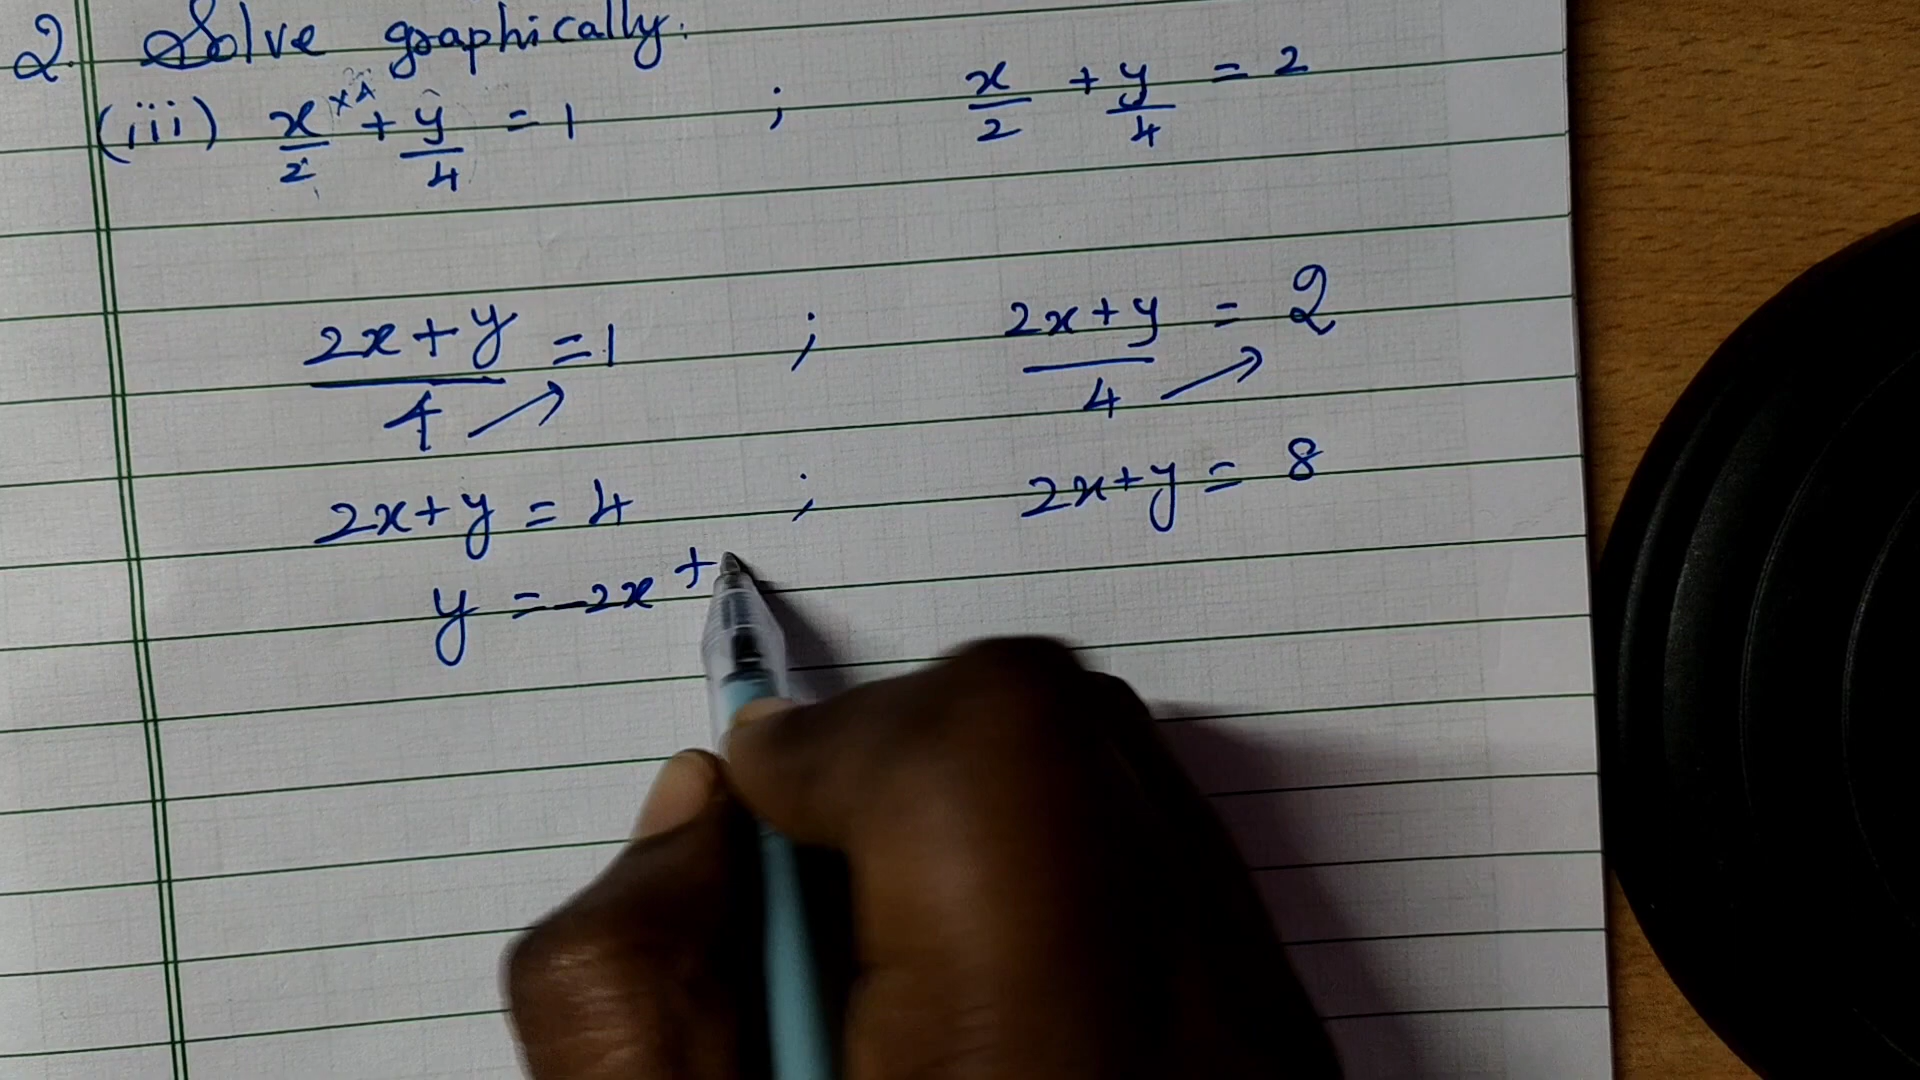 2. Solve graphically.
(iii) x/2 + y/4 = 1 ; x/2 + y/4 = 2
(2x + y)/4 = 1 ; (2x + y)/4 = 2
2x + y = 4 ; 2x + y = 8
y = -2x +